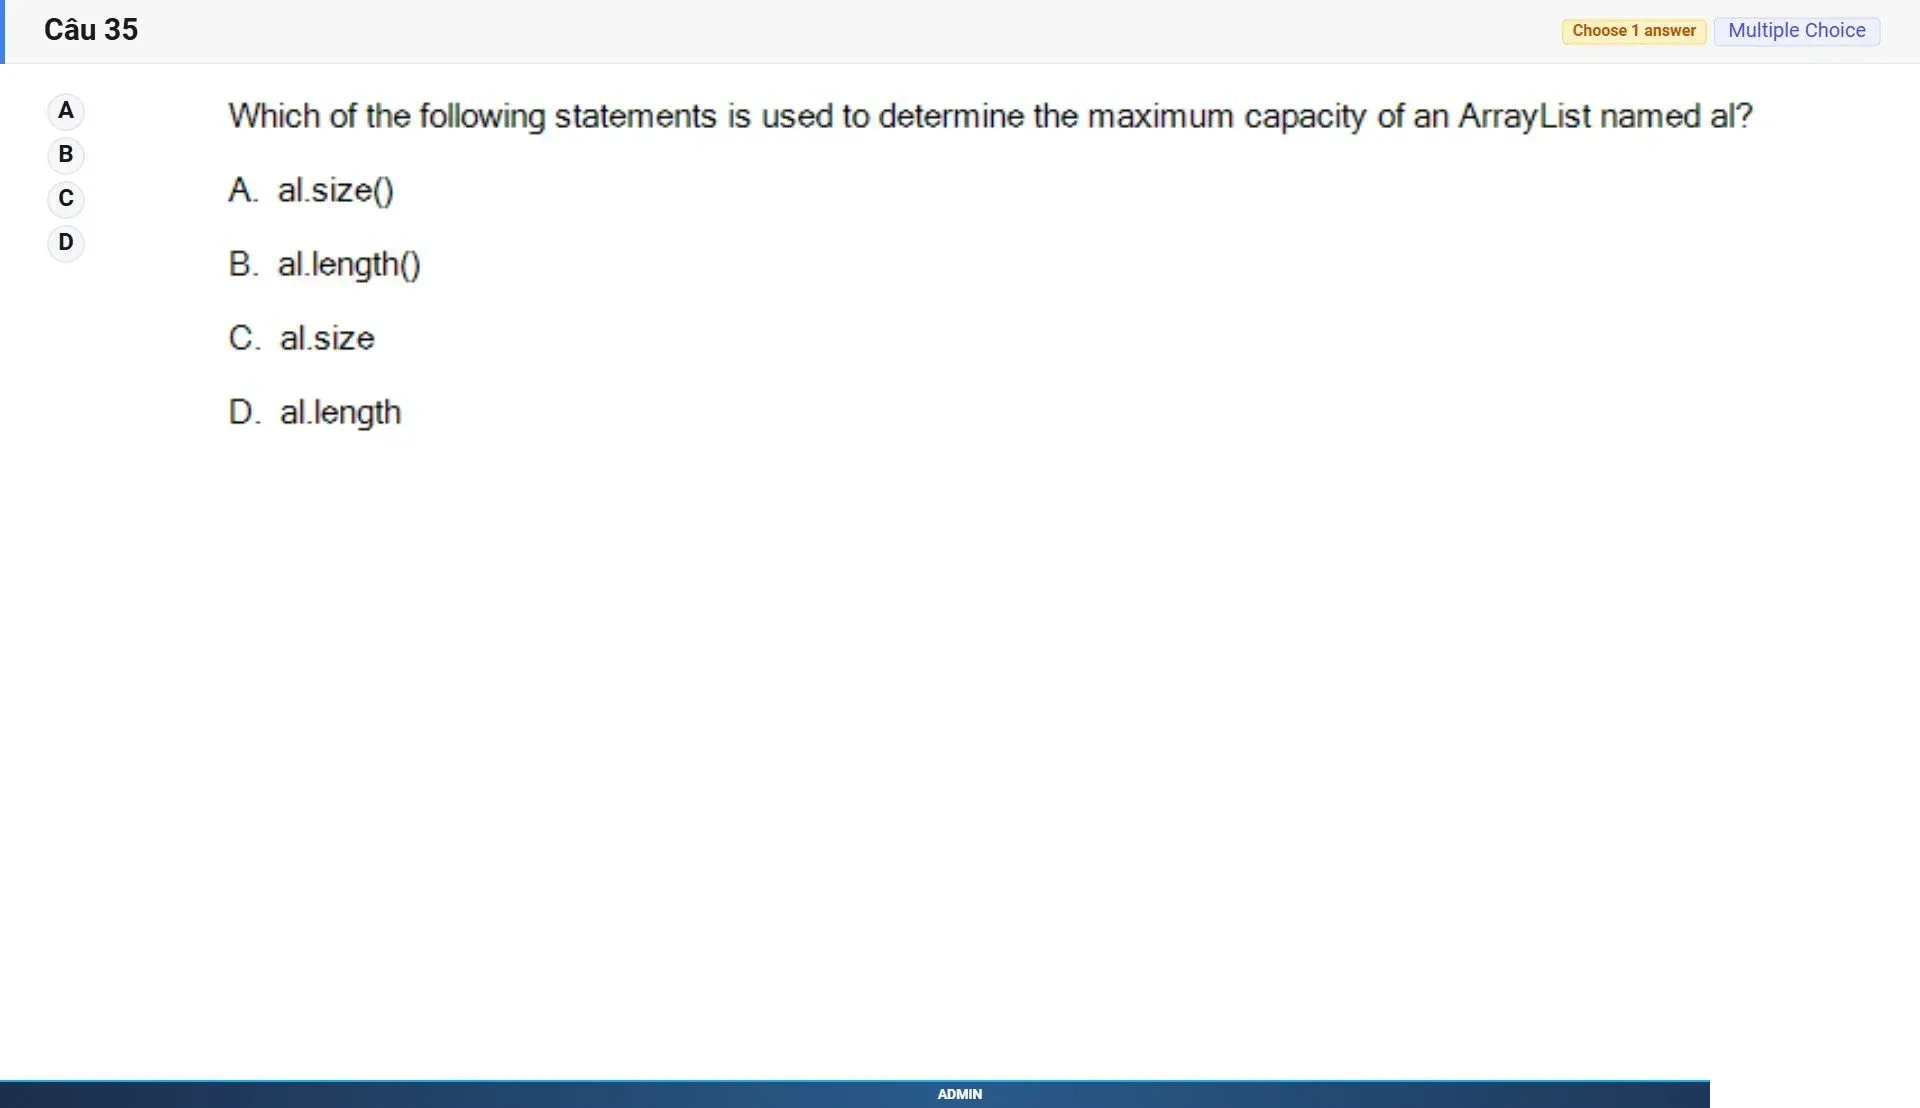 Câu 35
Choose 1 answer
Multiple Choice
A
B
C
D
Which of the following statements is used to determine the maximum capacity of an ArrayList named al?
A. al.size()
B. al.length()
C. al.size
D. al.length
ADMIN